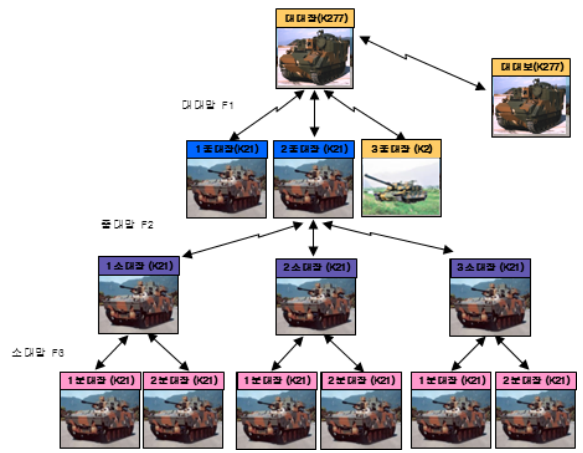 대대장(K277)
대대보(K277)
대대망 F1
1중대장(K21)
2중대장 (K21)
3중대장 (K2)
중대망 F2
1소대장 (K21)
2소대장 (K21)
3소대장 (K21)
소대망 F3
1분대장 (K21)
2분대장 (K21)
1분대장 (K21)
2분대장 (K21)
1분대장 (K21)
2분대장 (K21)